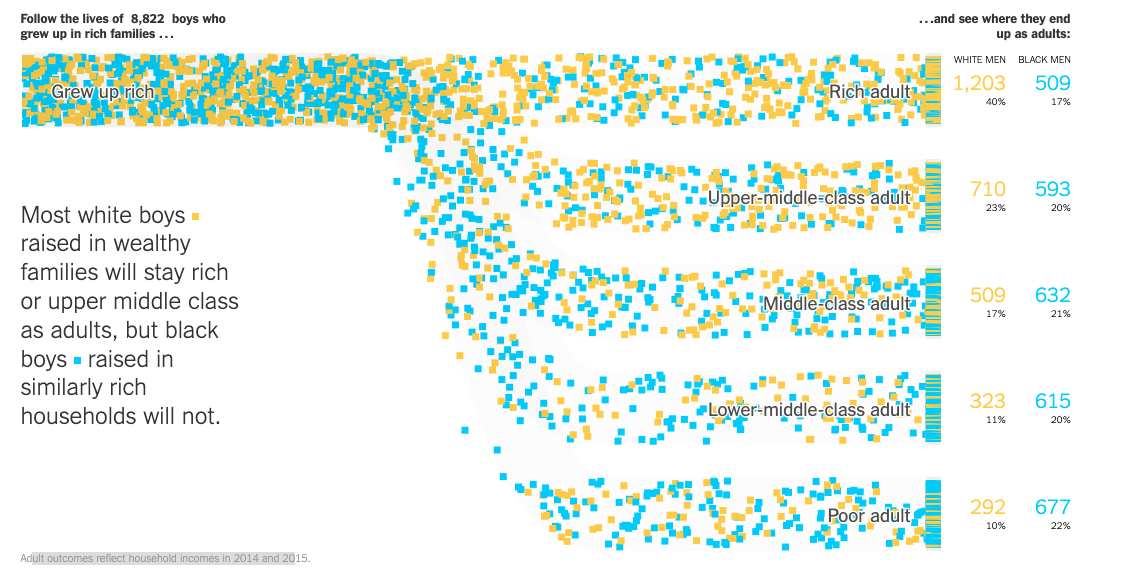 Follow the lives of 8,822 boys who
grew up in rich families ...
...and see where they end
up as adults:
WHITE MEN BLACK MEN
Grew up rich
Rich adult
1,203 509
40% 17%
Upper-middle-class adult
710 593
23% 20%
Most white boys
raised in wealthy
families will stay rich
or upper middle class
as adults, but black
boys raised in
similarly rich
households will not.
Middle-class adult
509 632
17% 21%
Lower-middle-class adult
323 615
11% 20%
Poor adult
292 677
10% 22%
Adult outcomes reflect household incomes in 2014 and 2015.